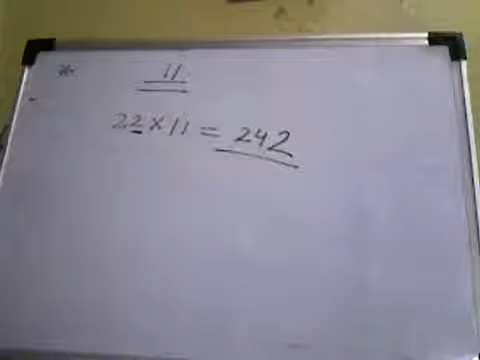 * 11
22 × 11 = 242